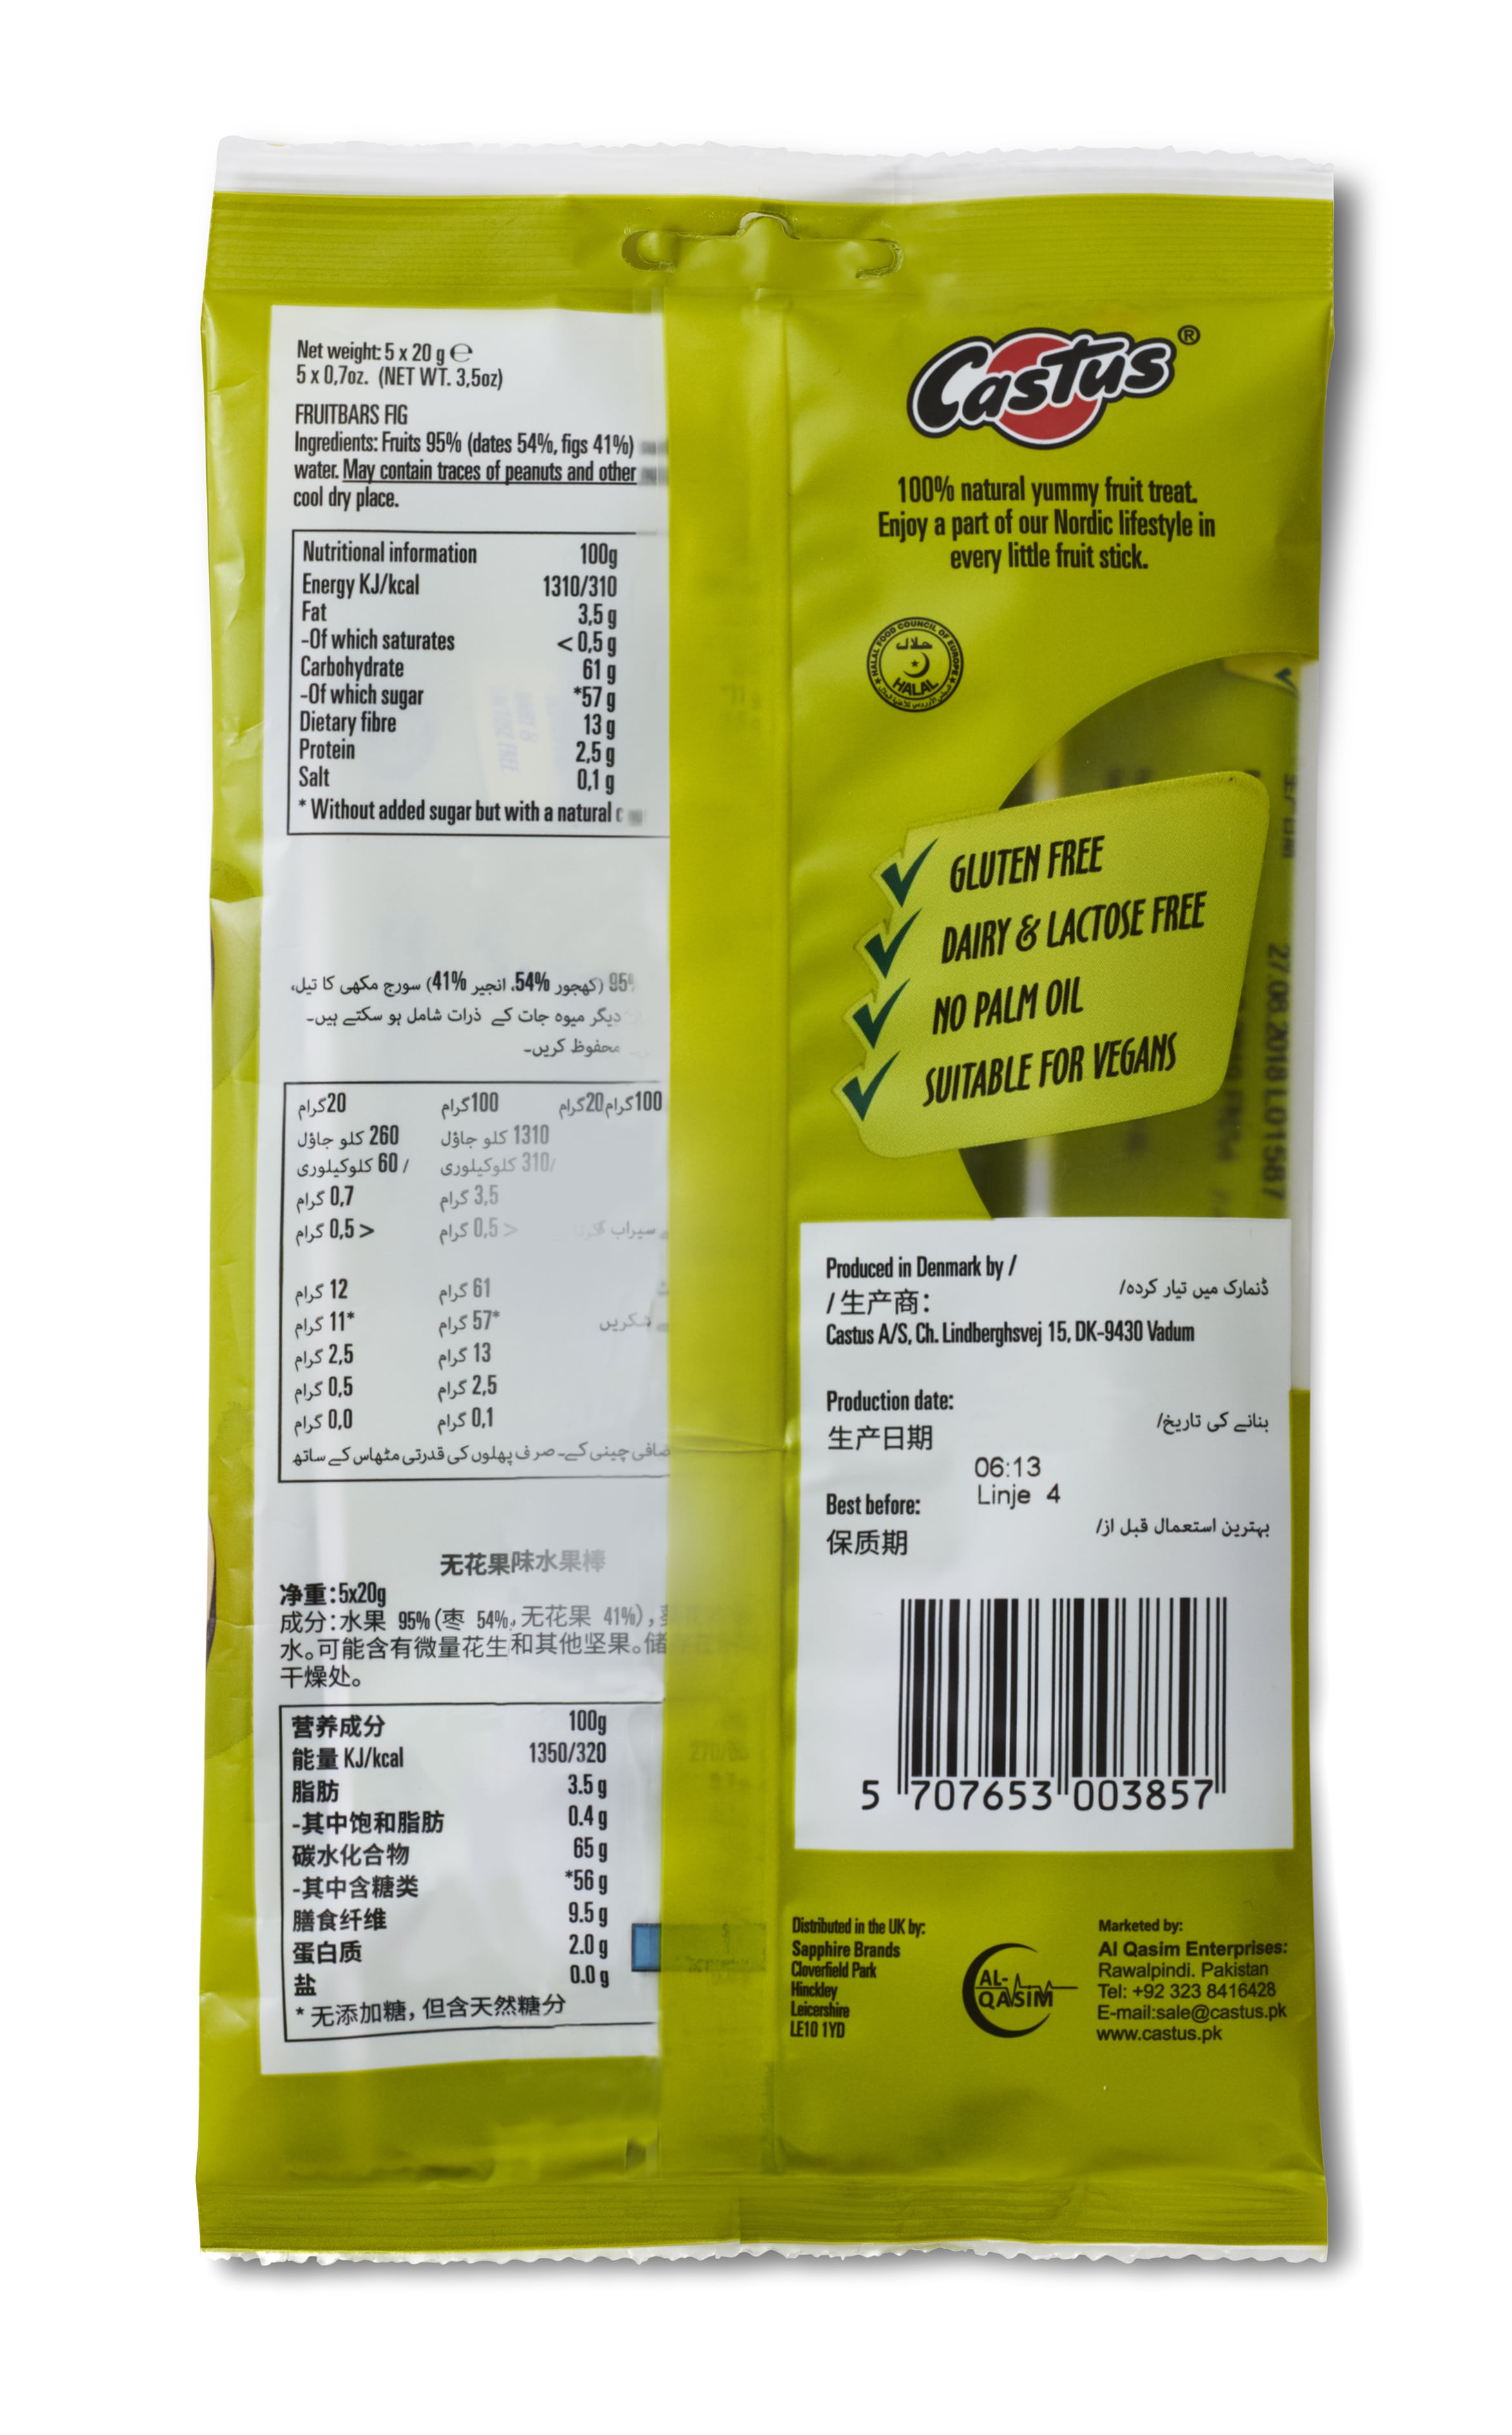 Net weight: 5 x 20 g ℮
5 x 0,7oz. (NET WT. 3,5oz)
FRUITBARS FIG
Ingredients: Fruits 95% (dates 54%, figs 41%)
water. May contain traces of peanuts and other
cool dry place.
Nutritional information 100g
Energy KJ/kcal 1310/310
Fat 3,5 g
-Of which saturates < 0,5 g
Carbohydrate 61 g
-Of which sugar *57 g
Dietary fibre 13 g
Protein 2,5 g
Salt 0,1 g
* Without added sugar but with a natural
95% (کھجور 54%، انجیر 41%) سورج مکھی کا تیل،
دیگر میوہ جات کے ذرات شامل ہو سکتے ہیں۔
محفوظ کریں۔
100گرام 20گرام 100گرام 20گرام
1310 کلو جاؤل 260 کلو جاؤل
/310 کلوکیلوری / 60 کلوکیلوری
3,5 گرام 0,7 گرام
سیراب > 0,5 گرام > 0,5 گرام
61 گرام 12 گرام
*57 گرام *11 گرام
13 گرام 2,5 گرام
2,5 گرام 0,5 گرام
0,1 گرام 0,0 گرام
چینی کے۔ صرف پھلوں کی قدرتی مٹھاس کے ساتھ
无花果味水果棒
净重:5x20g
成分:水果 95%(枣 54%,无花果 41%),
水。可能含有微量花生和其他坚果。储
干燥处。
营养成分 100g
能量 KJ/kcal 1350/320
脂肪 3.5 g
-其中饱和脂肪 0.4 g
碳水化合物 65 g
-其中含糖类 *56 g
膳食纤维 9.5 g
蛋白质 2.0 g
盐 0.0 g
* 无添加糖,但含天然糖分
Castus®
100% natural yummy fruit treat.
Enjoy a part of our Nordic lifestyle in
every little fruit stick.
HALAL FOOD COUNCIL OF EUROPE
حلال
HALAL
GLUTEN FREE
DAIRY & LACTOSE FREE
NO PALM OIL
SUITABLE FOR VEGANS
27.08.2018 L01587
Produced in Denmark by /
ڈنمارک میں تیار کردہ/
/ 生产商:
Castus A/S, Ch. Lindberghsvej 15, DK-9430 Vadum
Production date:
بنانے کی تاریخ/
生产日期
06:13
Linje 4
Best before:
بہترین استعمال قبل از/
保质期
5 707653 003857
Distributed in the UK by:
Sapphire Brands
Cloverfield Park
Hinckley
Leicershire
LE10 1YD
AL-
QASIM
Marketed by:
Al Qasim Enterprises:
Rawalpindi. Pakistan
Tel: +92 323 8416428
E-mail:sale@castus.pk
www.castus.pk